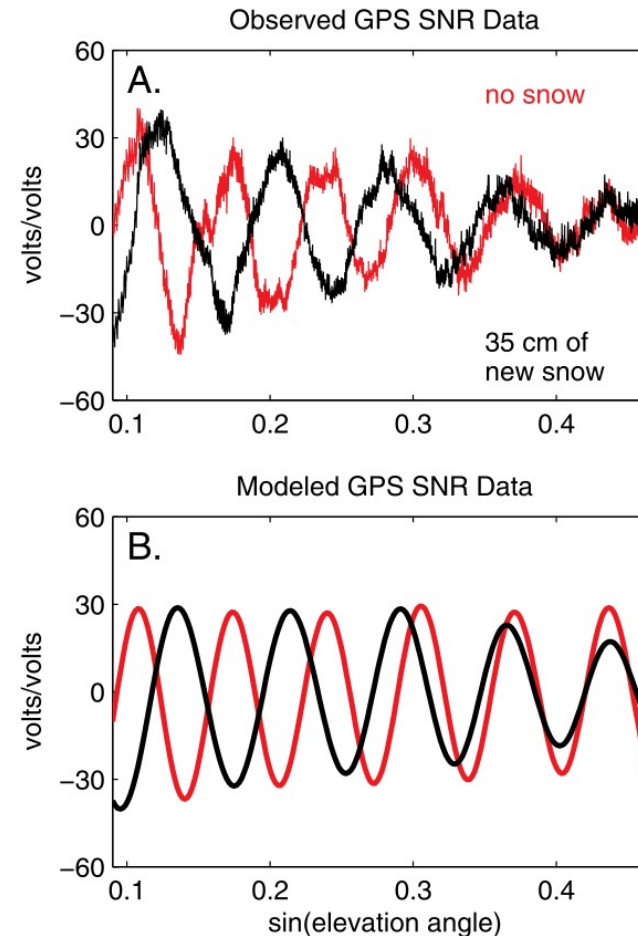 Observed GPS SNR Data
A.
no snow
60
30
0
−30
−60
volts/volts
35 cm of
new snow
0.1 0.2 0.3 0.4
Modeled GPS SNR Data
B.
60
30
0
−30
−60
volts/volts
0.1 0.2 0.3 0.4
sin(elevation angle)